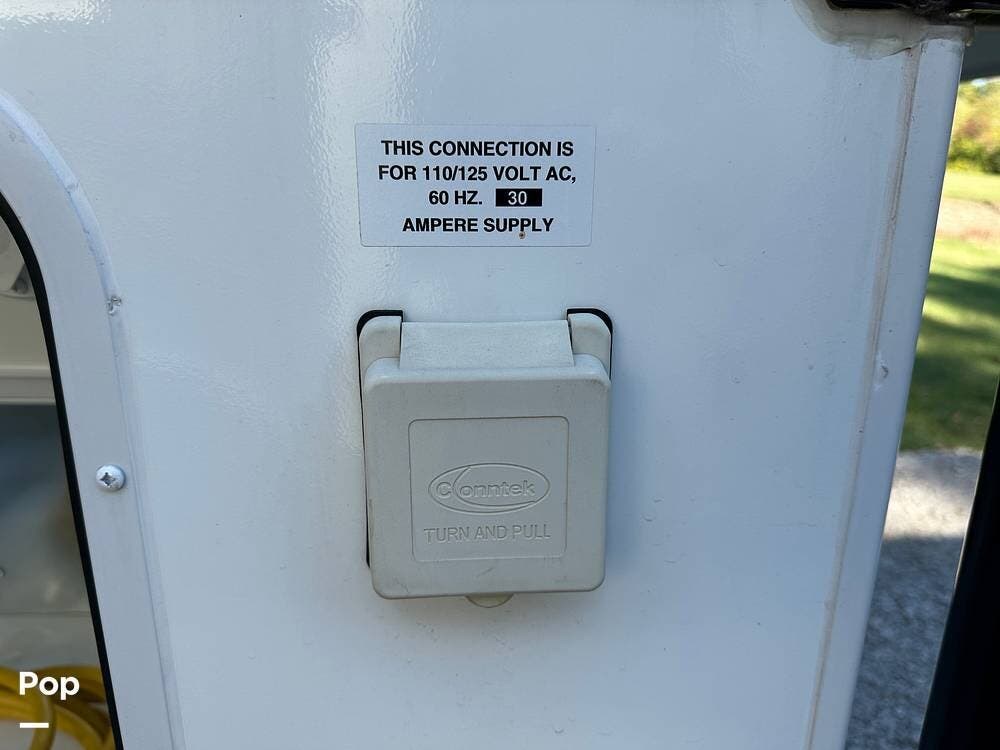 THIS CONNECTION IS
FOR 110/125 VOLT AC,
60 HZ. 30
AMPERE SUPPLY
Conntek
TURN AND PULL
Pop